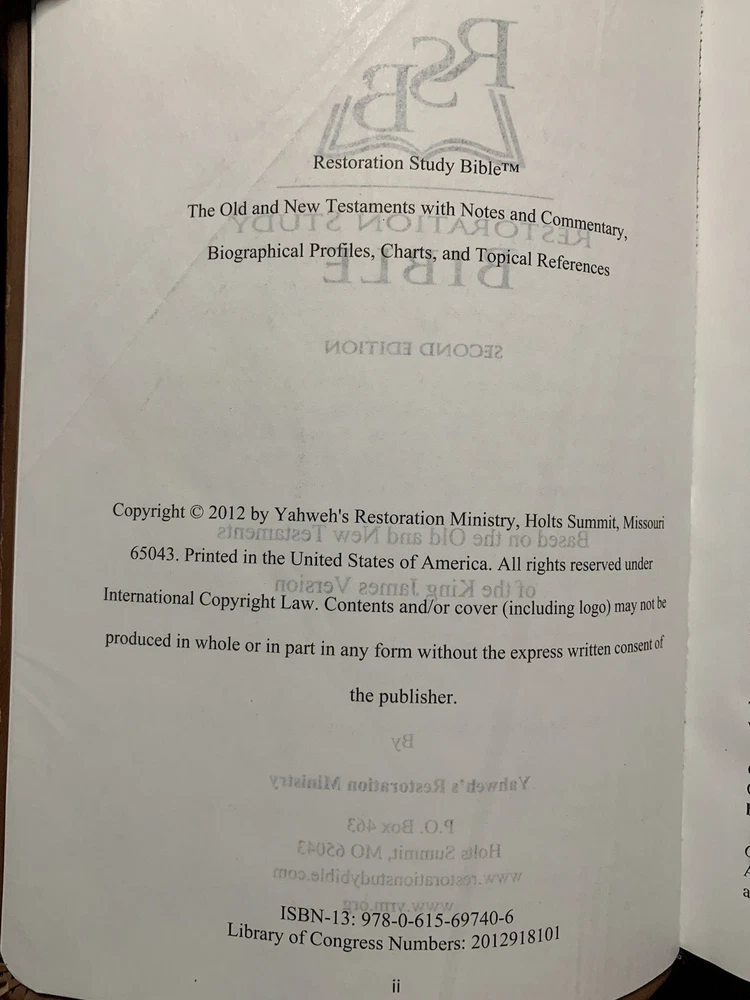 Restoration Study Bible™
The Old and New Testaments with Notes and Commentary,
Biographical Profiles, Charts, and Topical References
Copyright © 2012 by Yahweh's Restoration Ministry, Holts Summit, Missouri
65043. Printed in the United States of America. All rights reserved under
International Copyright Law. Contents and/or cover (including logo) may not be
produced in whole or in part in any form without the express written consent of
the publisher.
ISBN-13: 978-0-615-69740-6
Library of Congress Numbers: 2012918101
ii